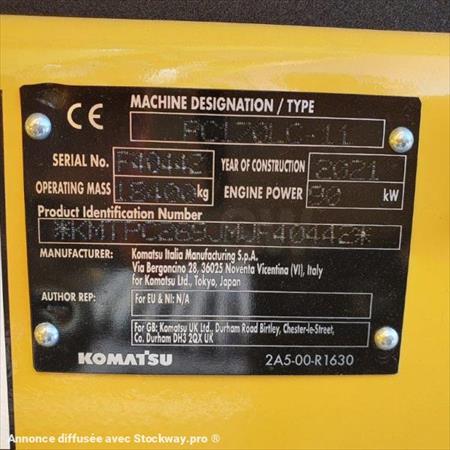 CE MACHINE DESIGNATION / TYPE
PC170LC-11
SERIAL No. F40442 YEAR OF CONSTRUCTION 2021
OPERATING MASS 18400 kg ENGINE POWER 90 kW
Product Identification Number
*KMTPC269JMJF40442*
MANUFACTURER: Komatsu Italia Manufacturing S.p.A.
Via Bergoncino 28, 36025 Noventa Vicentina (VI), Italy
for Komatsu Ltd., Tokyo, Japan
AUTHOR REP: For EU & NI: N/A
For GB: Komatsu UK Ltd., Durham Road Birtley, Chester-le-Street,
Co. Durham DH3 2QX UK
KOMATSU 2A5-00-R1630
Annonce diffusée avec Stockway.pro ®